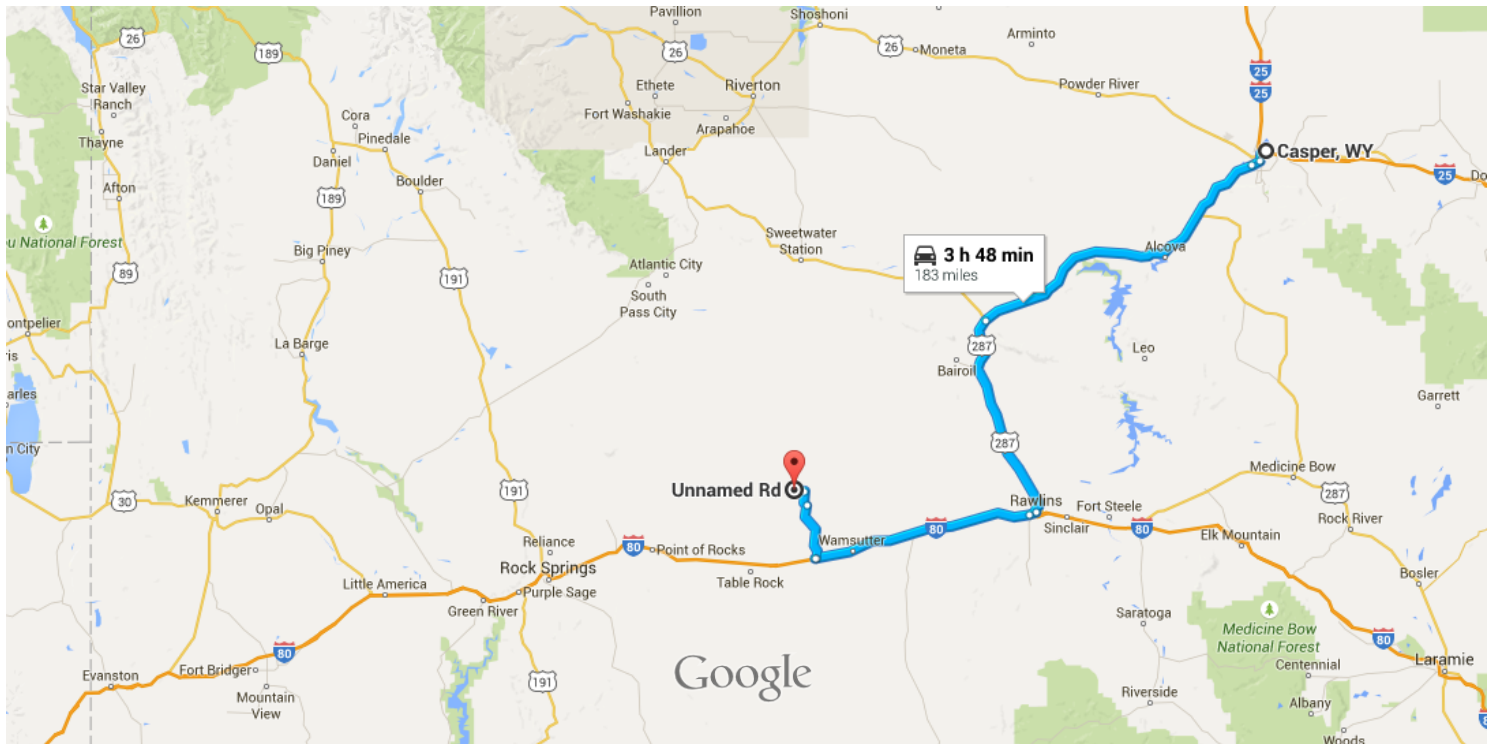 Pavillion
Shoshoni
26
189
26
26
Moneta
Arminto
25
25
Star Valley
Ranch
Ethete
Riverton
Powder River
Fort Washakie
Cora
Thayne
Pinedale
Arapahoe
Daniel
Lander
Casper, WY
Boulder
25
Afton
189
Sweetwater
Station
National Forest
Big Piney
Alcova
3 h 48 min
183 miles
89
191
Atlantic City
South
Pass City
La Barge
287
Leo
Bairoil
Garrett
287
Medicine Bow
30
Kemmerer
Opal
191
Unnamed Rd
Rawlins
Fort Steele
287
Sinclair
80
80
Rock River
Elk Mountain
Reliance
80
Point of Rocks
Wamsutter
Rock Springs
Table Rock
Little America
Purple Sage
Green River
Bosler
Saratoga
Medicine Bow
National Forest
80
80
Evanston
Fort Bridger
Google
Centennial
Laramie
191
Mountain
View
Riverside
Albany
Woods